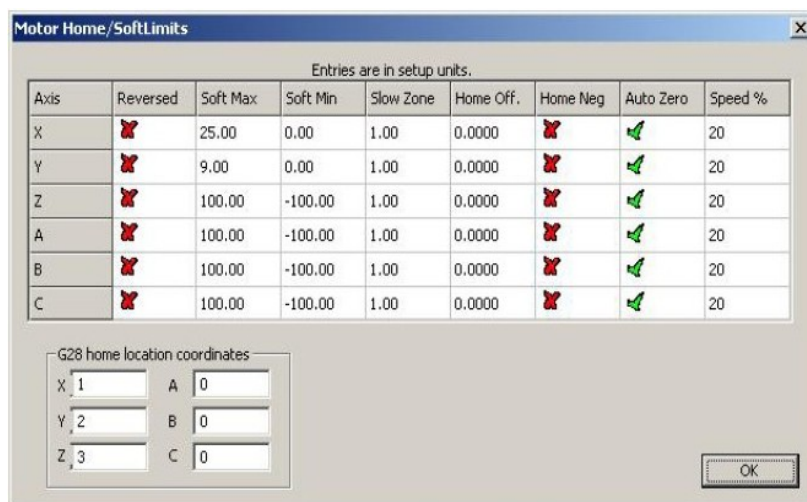 Motor Home/SoftLimits
Entries are in setup units.
Axis Reversed Soft Max Soft Min Slow Zone Home Off. Home Neg Auto Zero Speed %
X 25.00 0.00 1.00 0.0000 20
Y 9.00 0.00 1.00 0.0000 20
Z 100.00 -100.00 1.00 0.0000 20
A 100.00 -100.00 1.00 0.0000 20
B 100.00 -100.00 1.00 0.0000 20
C 100.00 -100.00 1.00 0.0000 20
G28 home location coordinates
X 1 A 0
Y 2 B 0
Z 3 C 0
OK